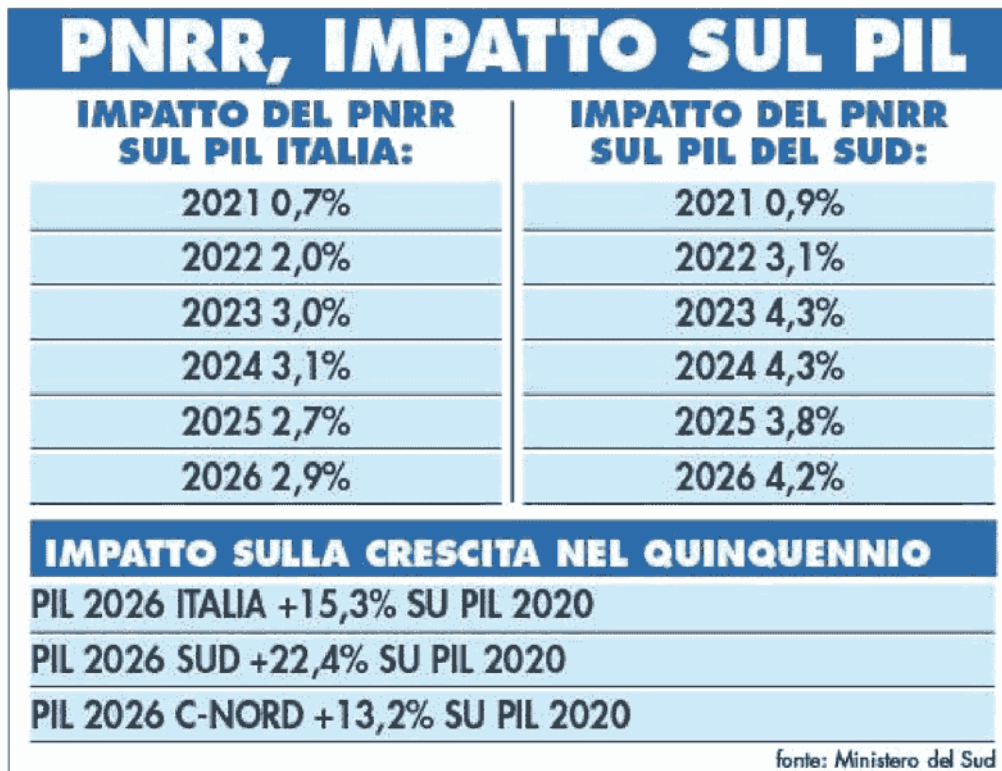 PNRR, IMPATTO SUL PIL
IMPATTO DEL PNRR
SUL PIL ITALIA:
2021 0,7%
2022 2,0%
2023 3,0%
2024 3,1%
2025 2,7%
2026 2,9%
IMPATTO DEL PNRR
SUL PIL DEL SUD:
2021 0,9%
2022 3,1%
2023 4,3%
2024 4,3%
2025 3,8%
2026 4,2%
IMPATTO SULLA CRESCITA NEL QUINQUENNIO
PIL 2026 ITALIA +15,3% SU PIL 2020
PIL 2026 SUD +22,4% SU PIL 2020
PIL 2026 C-NORD +13,2% SU PIL 2020
fonte: Ministero del Sud